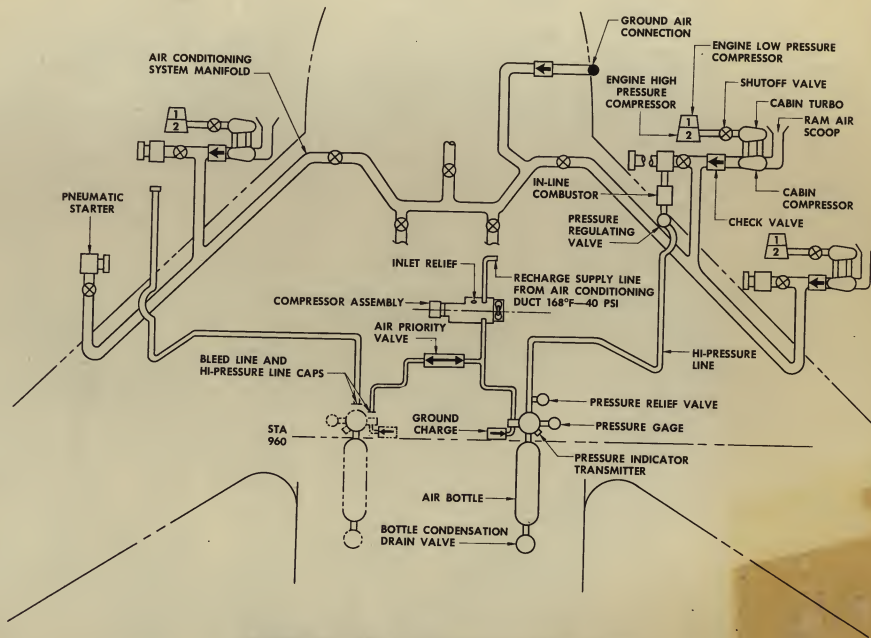 GROUND AIR
CONNECTION
ENGINE LOW PRESSURE
COMPRESSOR
AIR CONDITIONING
SYSTEM MANIFOLD
ENGINE HIGH
PRESSURE
COMPRESSOR
SHUTOFF VALVE
CABIN TURBO
RAM AIR
SCOOP
1
2
1
2
PNEUMATIC
STARTER
IN-LINE
COMBUSTOR
CABIN
COMPRESSOR
PRESSURE
REGULATING
VALVE
CHECK VALVE
1
2
INLET RELIEF
RECHARGE SUPPLY LINE
FROM AIR CONDITIONING
DUCT 168°F—40 PSI
COMPRESSOR ASSEMBLY
AIR PRIORITY
VALVE
HI-PRESSURE
LINE
BLEED LINE AND
HI-PRESSURE LINE CAPS
PRESSURE RELIEF VALVE
GROUND
CHARGE
PRESSURE GAGE
STA
960
PRESSURE INDICATOR
TRANSMITTER
AIR BOTTLE
BOTTLE CONDENSATION
DRAIN VALVE